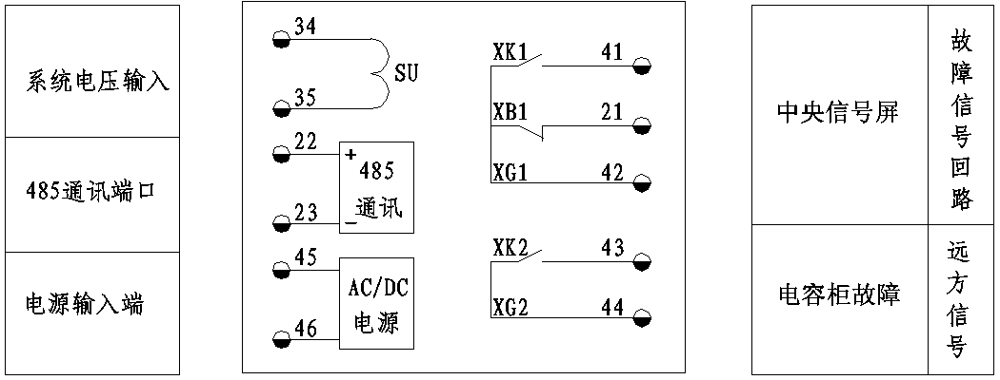 系统电压输入
485通讯端口
电源输入端
34
35
SU
22
23
+
-
485
通讯
45
46
AC/DC
电源
XK1 41
XB1 21
XG1 42
XK2 43
XG2 44
中央信号屏
故障信号回路
电容柜故障
远方信号